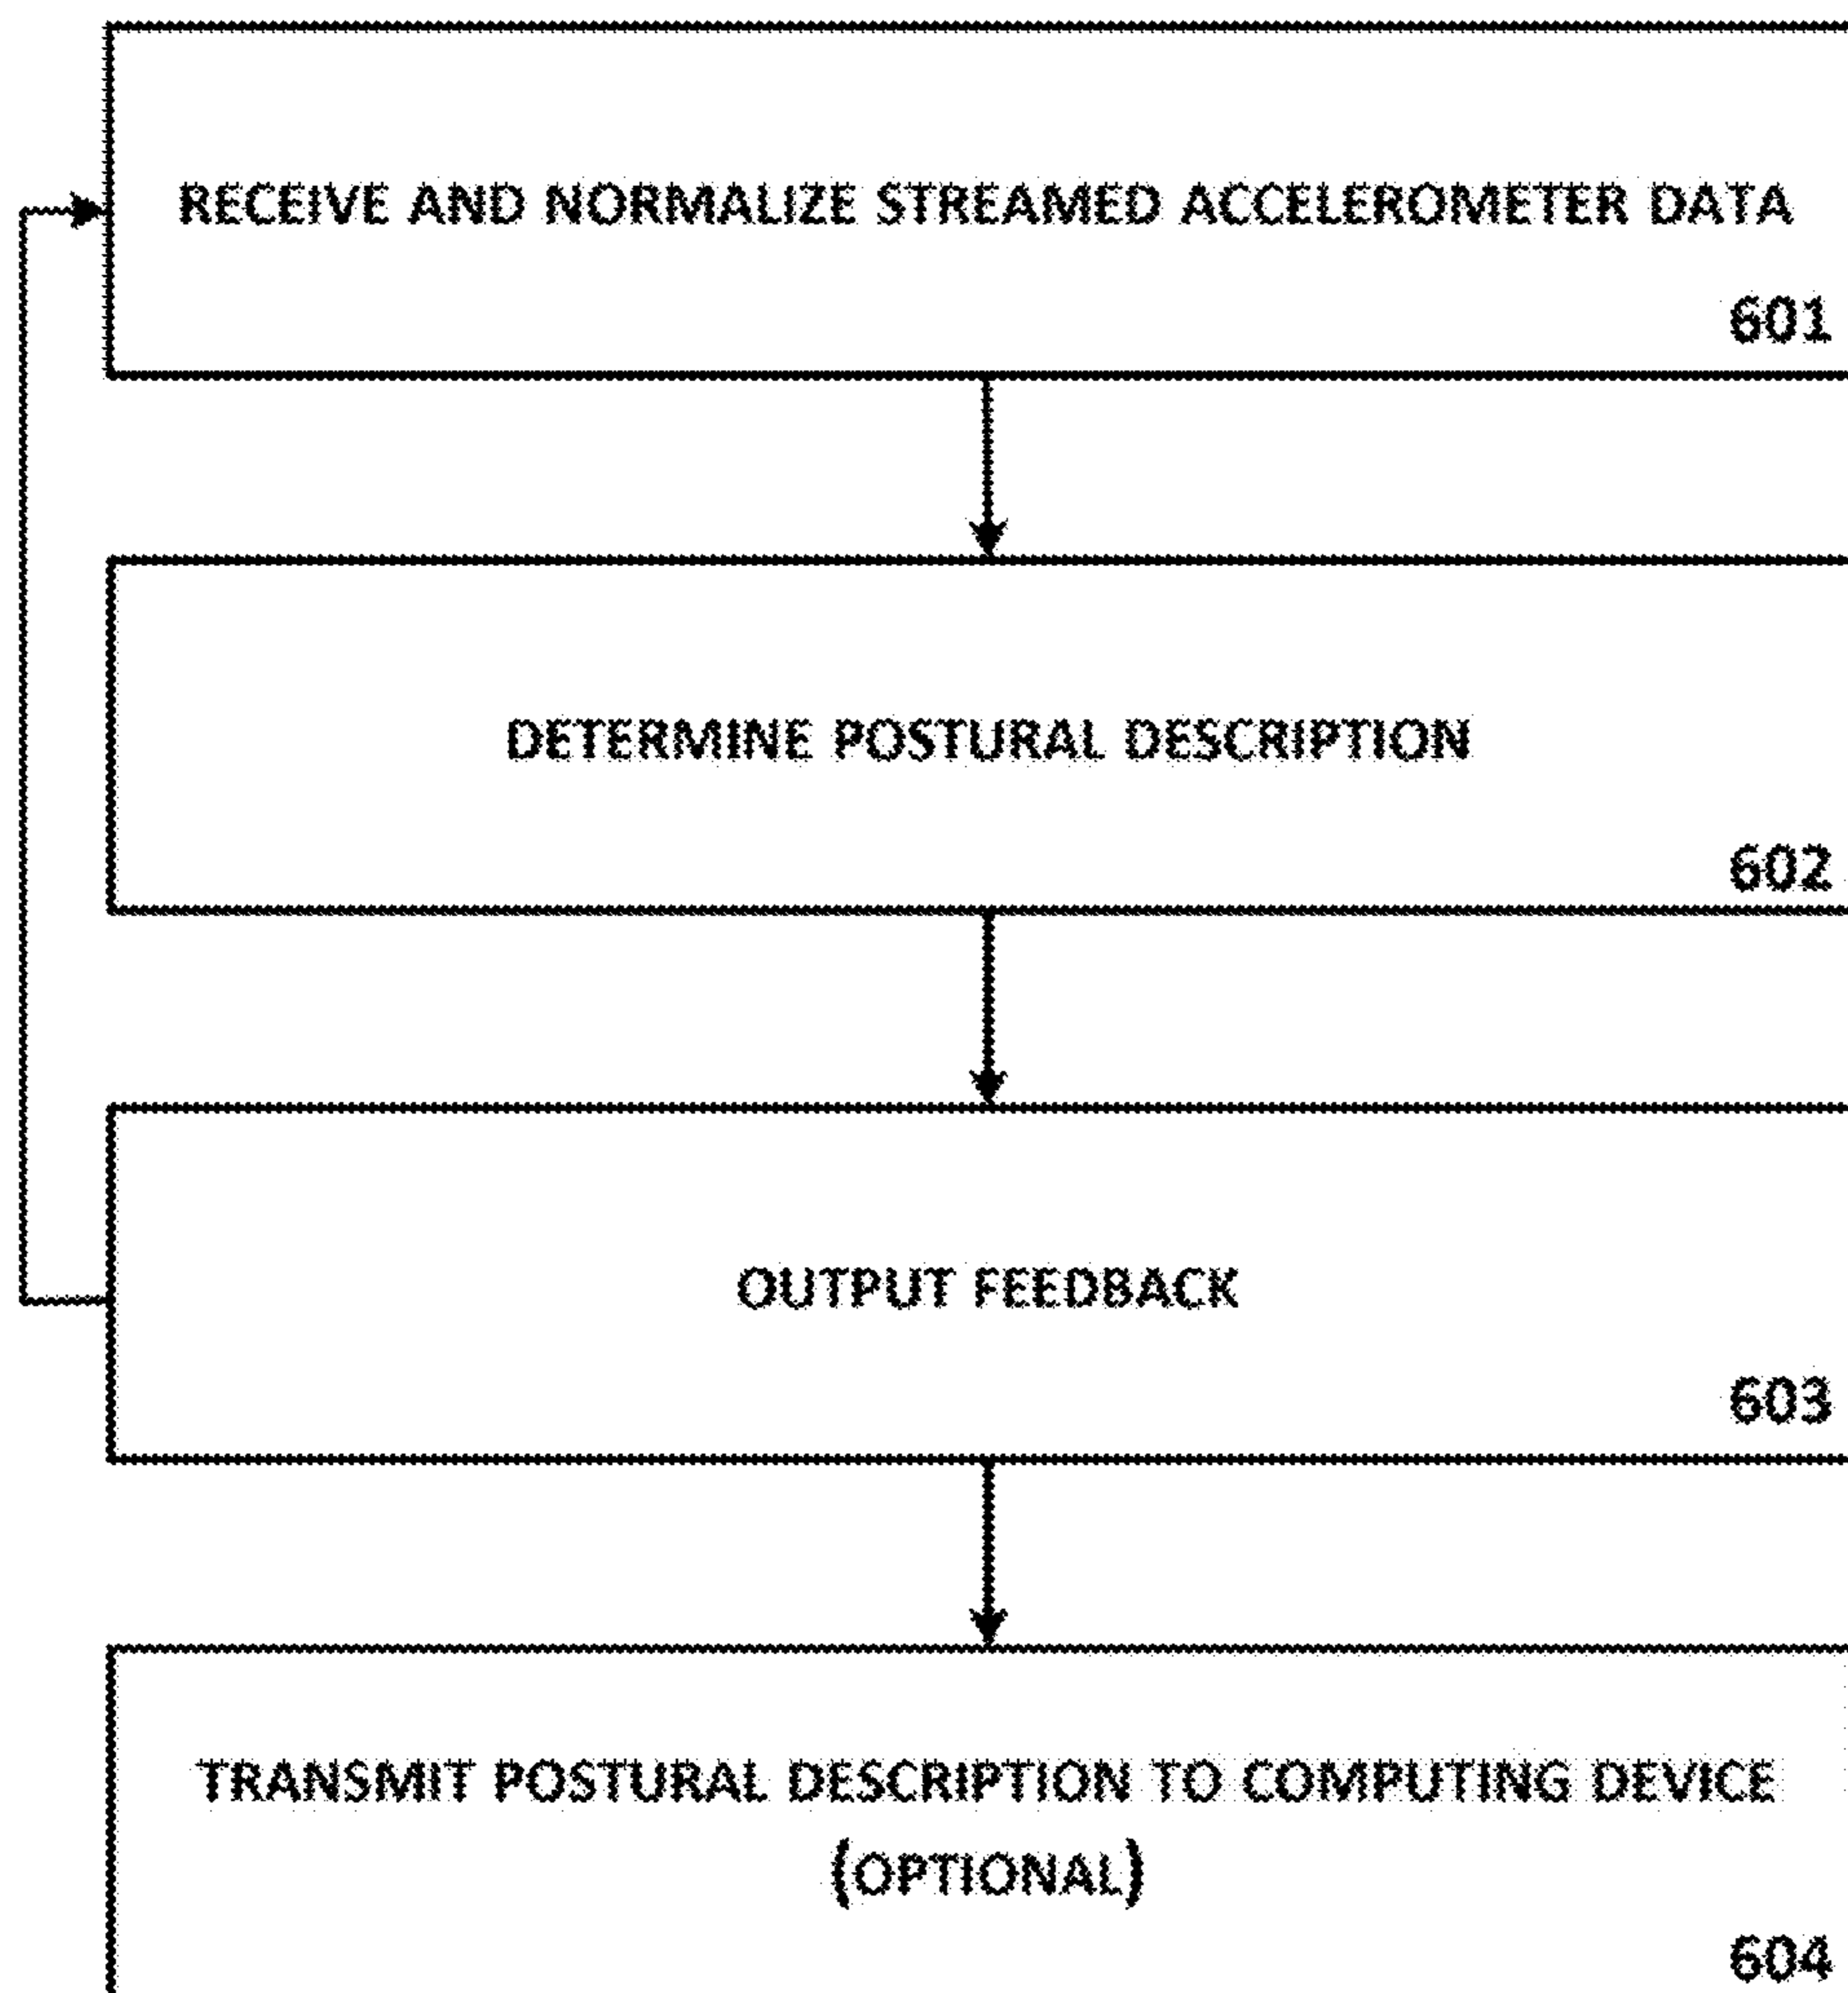 RECEIVE AND NORMALIZE STREAMED ACCELEROMETER DATA
601
DETERMINE POSTURAL DESCRIPTION
602
OUTPUT FEEDBACK
603
TRANSMIT POSTURAL DESCRIPTION TO COMPUTING DEVICE
(OPTIONAL)
604